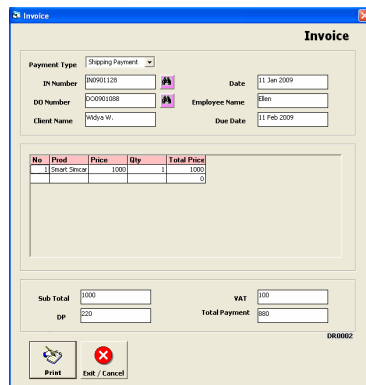 Invoice
Invoice
Payment Type Shipping Payment
IN Number IN0901128 Date 11 Jan 2009
DO Number DO0901088 Employee Name Ellen
Client Name Widya W. Due Date 11 Feb 2009
No Prod Price Qty Total Price
1 Smart Simcar 1000 1 1000
0
Sub Total 1000 VAT 100
DP 220 Total Payment 880
DR0002
Print Exit / Cancel